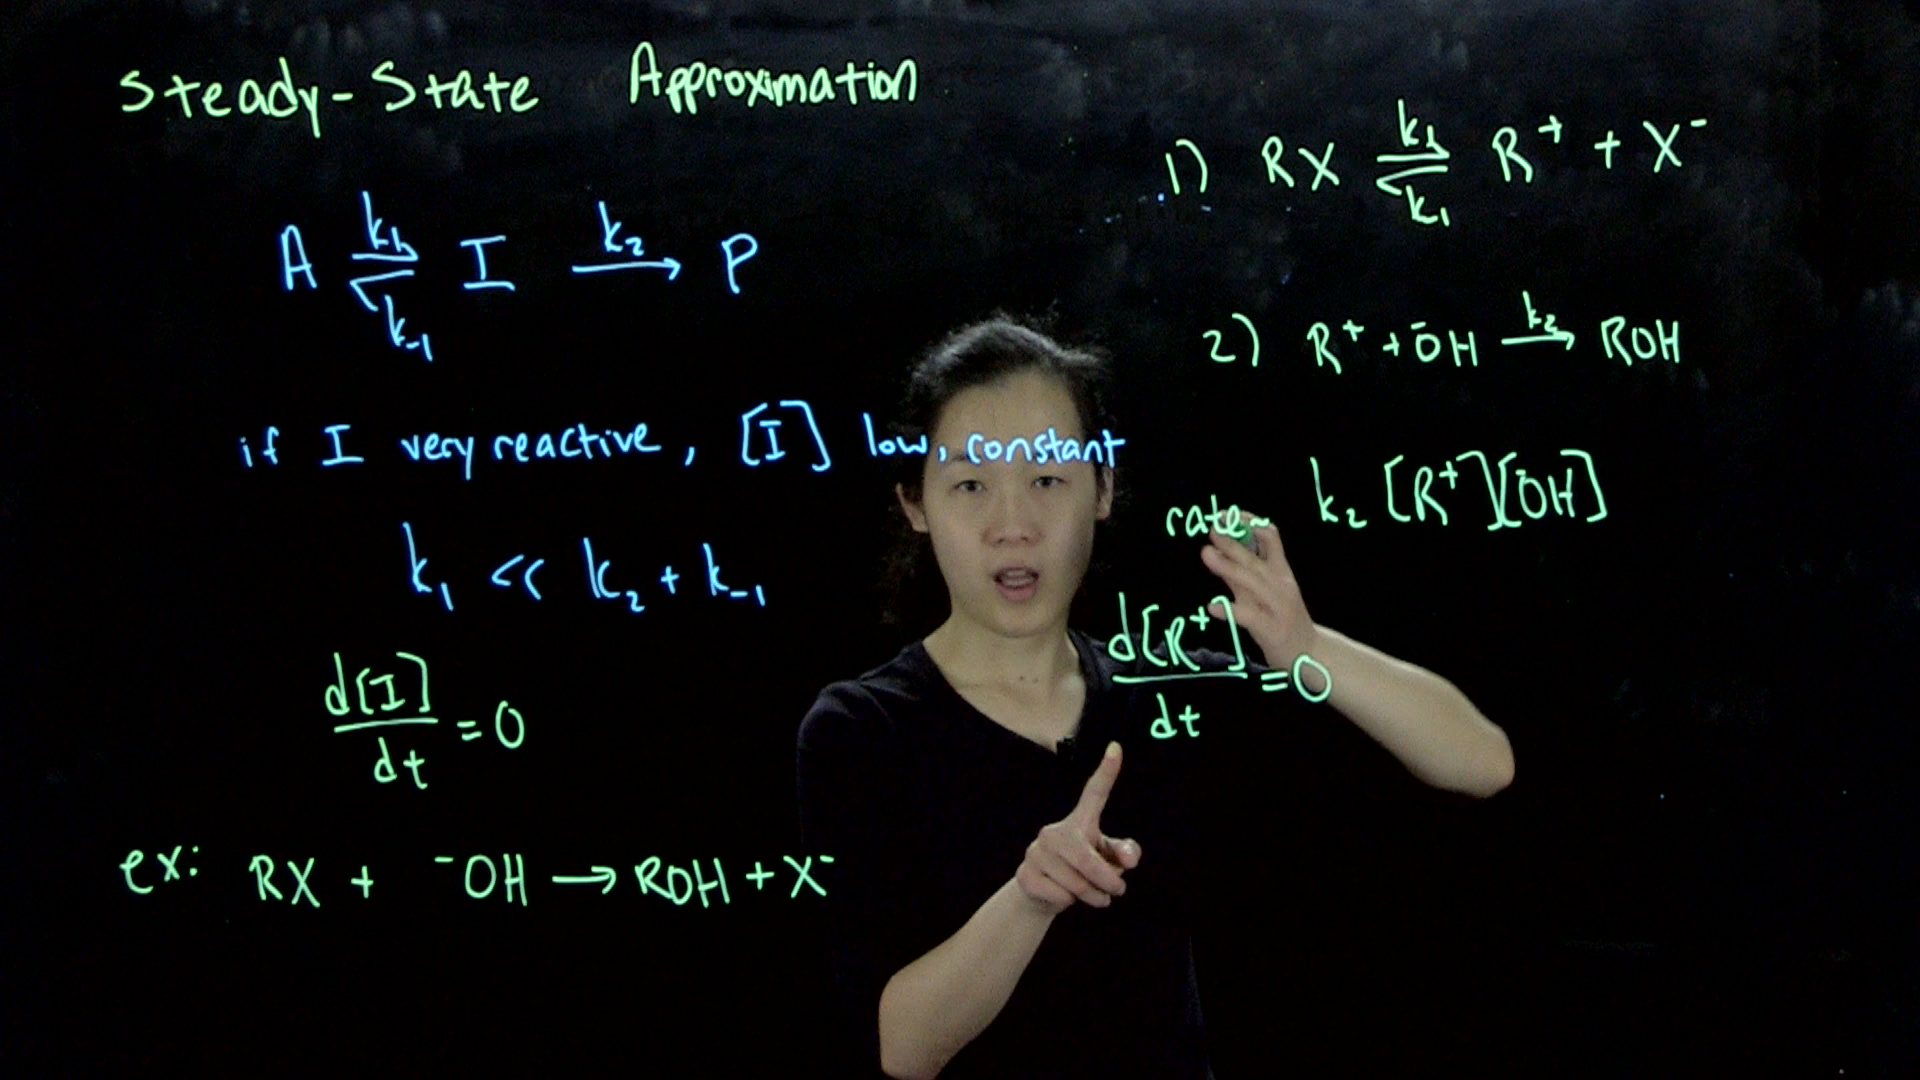 Steady-State Approximation
A k1 ⇌ k-1 I k2 → P
if I very reactive, [I] low, constant
k1 << k2 + k-1
d[I]/dt = 0
ex: RX + ⁻OH → ROH + X⁻
1) RX k1 ⇌ k1 R⁺ + X⁻
2) R⁺ + ⁻OH k2 → ROH
rate~ k2 [R⁺][⁻OH]
d[R⁺]/dt = 0